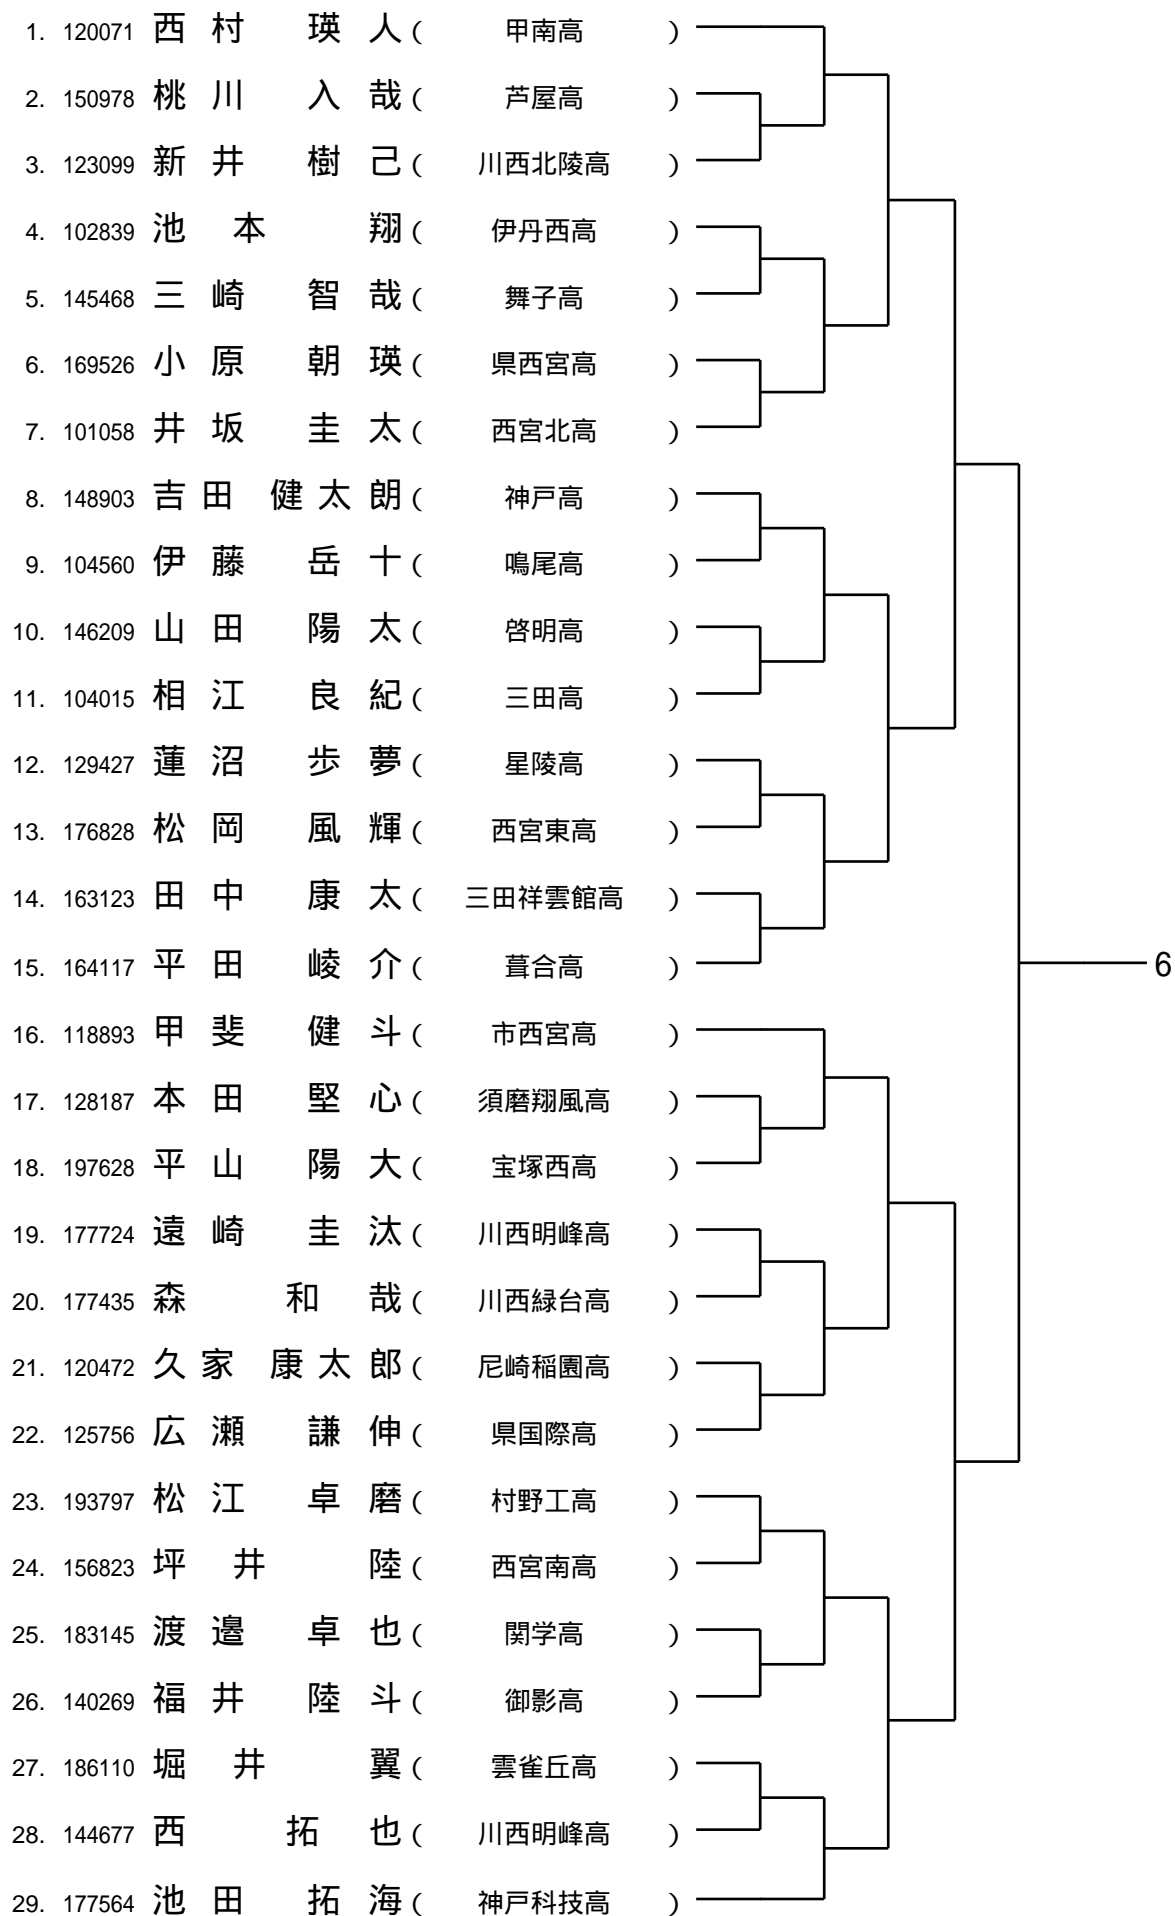 1. 120071 西村 瑛人 ( 甲南高 )
2. 150978 桃川 入哉 ( 芦屋高 )
3. 123099 新井 樹己 ( 川西北陵高 )
4. 102839 池本 翔 ( 伊丹西高 )
5. 145468 三崎 智哉 ( 舞子高 )
6. 169526 小原 朝瑛 ( 県西宮高 )
7. 101058 井坂 圭太 ( 西宮北高 )
8. 148903 吉田 健太朗 ( 神戸高 )
9. 104560 伊藤 岳十 ( 鳴尾高 )
10. 146209 山田 陽太 ( 啓明高 )
11. 104015 相江 良紀 ( 三田高 )
12. 129427 蓮沼 歩夢 ( 星陵高 )
13. 176828 松岡 風輝 ( 西宮東高 )
14. 163123 田中 康太 ( 三田祥雲館高 )
15. 164117 平田 崚介 ( 葺合高 )
6
16. 118893 甲斐 健斗 ( 市西宮高 )
17. 128187 本田 堅心 ( 須磨翔風高 )
18. 197628 平山 陽大 ( 宝塚西高 )
19. 177724 遠崎 圭汰 ( 川西明峰高 )
20. 177435 森 和哉 ( 川西緑台高 )
21. 120472 久家 康太郎 ( 尼崎稲園高 )
22. 125756 広瀬 謙伸 ( 県国際高 )
23. 193797 松江 卓磨 ( 村野工高 )
24. 156823 坪井 陸 ( 西宮南高 )
25. 183145 渡邉 卓也 ( 関学高 )
26. 140269 福井 陸斗 ( 御影高 )
27. 186110 堀井 翼 ( 雲雀丘高 )
28. 144677 西 拓也 ( 川西明峰高 )
29. 177564 池田 拓海 ( 神戸科技高 )